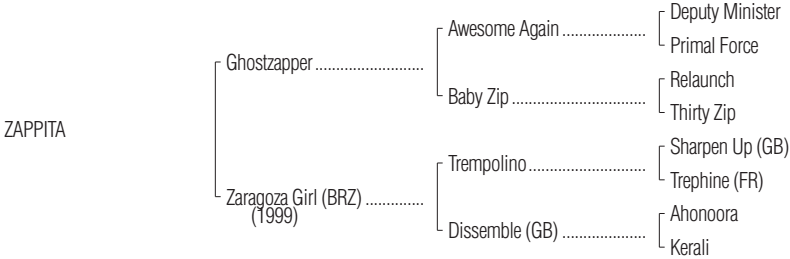 Deputy Minister
Awesome Again ....................
Primal Force
Ghostzapper ..........................
Relaunch
Baby Zip ................................
Thirty Zip
ZAPPITA
Sharpen Up (GB)
Trempolino............................
Trephine (FR)
Zaragoza Girl (BRZ) ..............
(1999)
Ahonoora
Dissemble (GB) ....................
Kerali